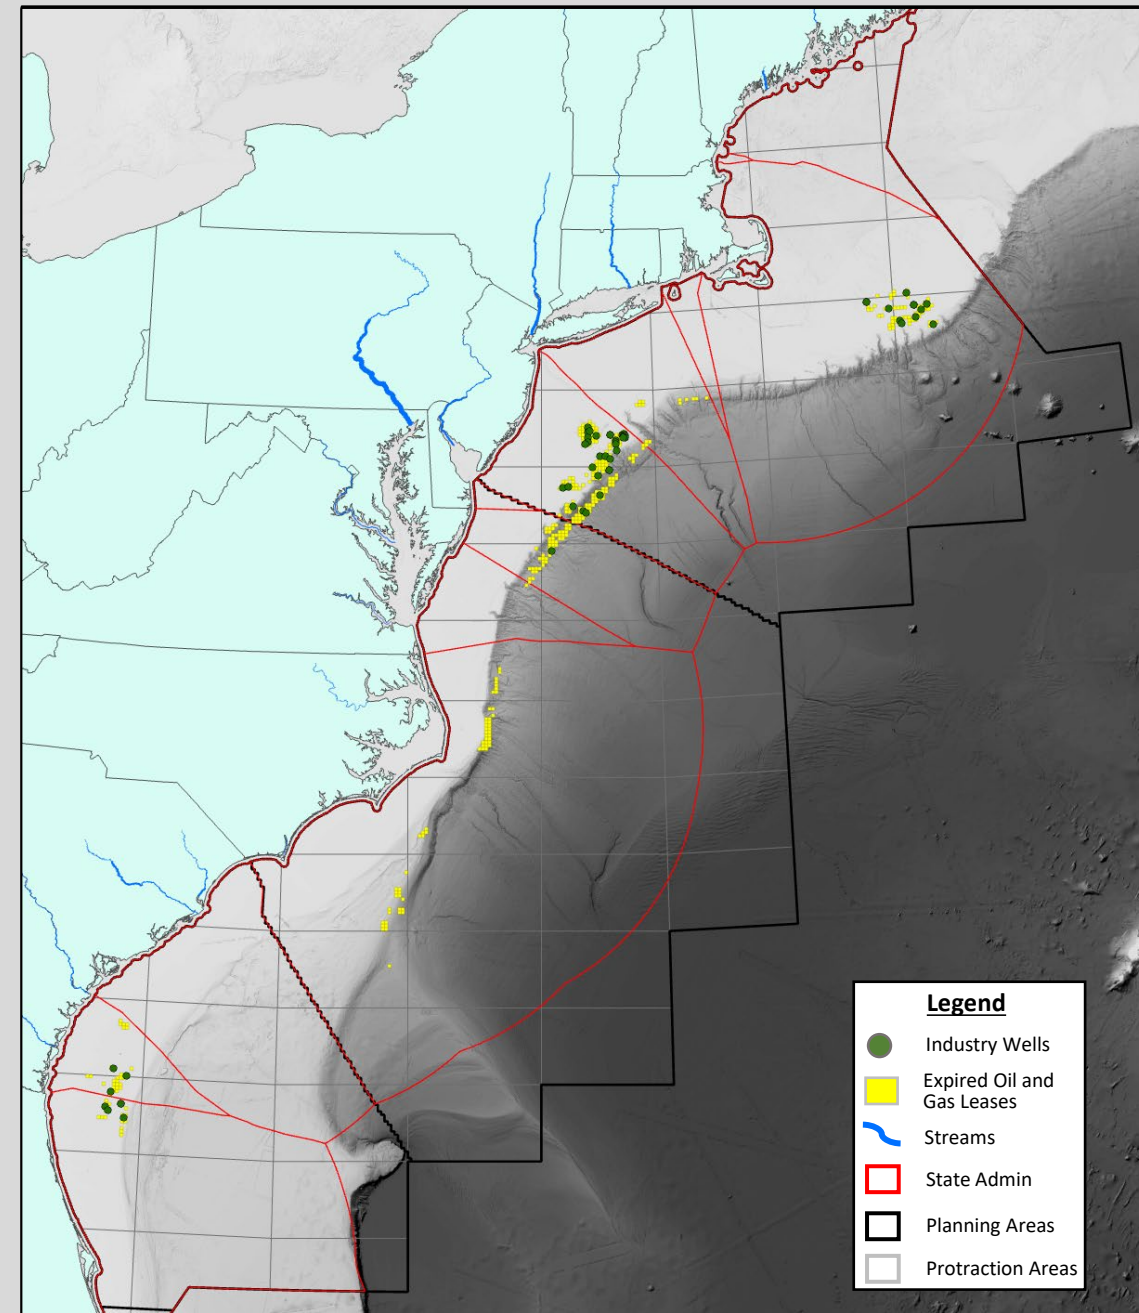 Legend
Industry Wells
Expired Oil and
Gas Leases
Streams
State Admin
Planning Areas
Protraction Areas